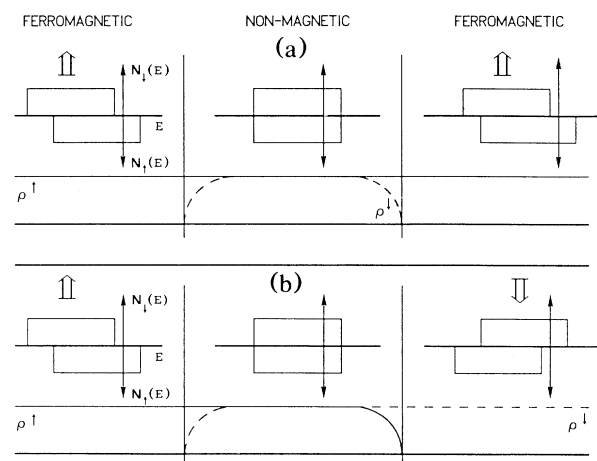 FERROMAGNETIC NON-MAGNETIC FERROMAGNETIC
(a)
N↓(E)
E
N↑(E)
ρ↑
ρ↓
(b)
N↓(E)
E
N↑(E)
ρ↑
ρ↓